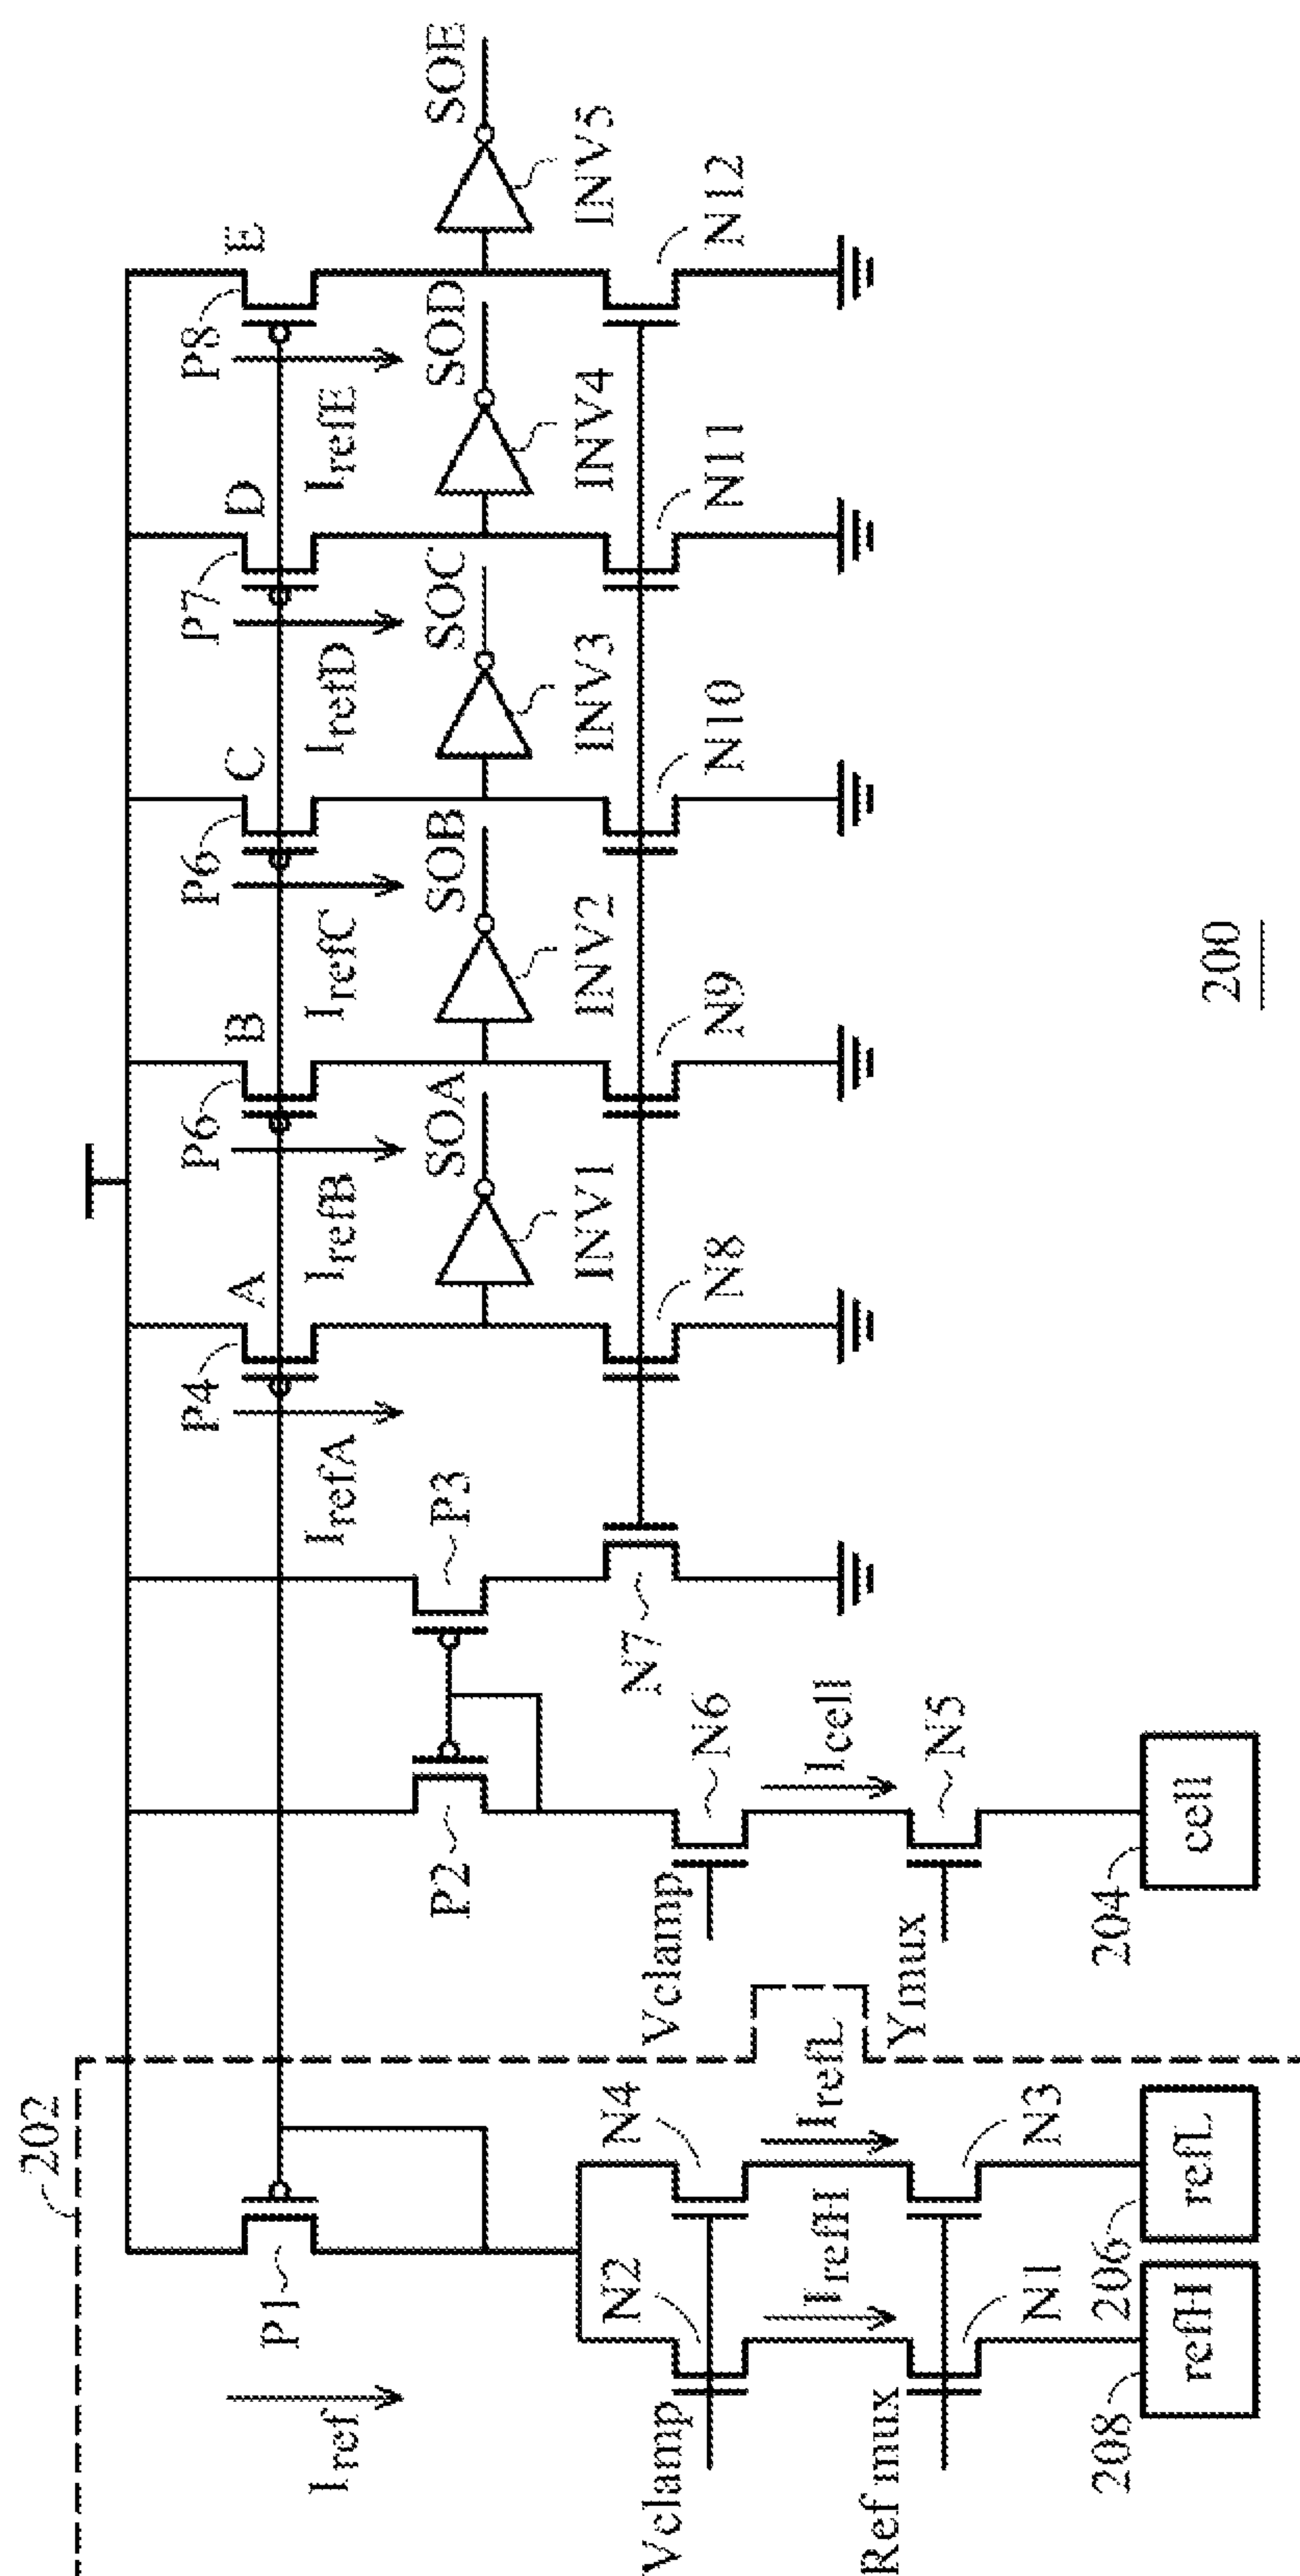 202
P1
Iref
Vclamp
N2
N4
IrefH
IrefL
Ref mux
N1
N3
208
refH
206
refL
P2
P3
Vclamp
N6
Icell
Ymux
N5
204
cell
N7
P4
A
IrefA
INV1
SOA
N8
P6
B
IrefB
INV2
SOB
N9
P6
C
IrefC
INV3
SOC
N10
P7
D
IrefD
INV4
SOD
N11
P8
E
IrefE
INV5
SOE
N12
200